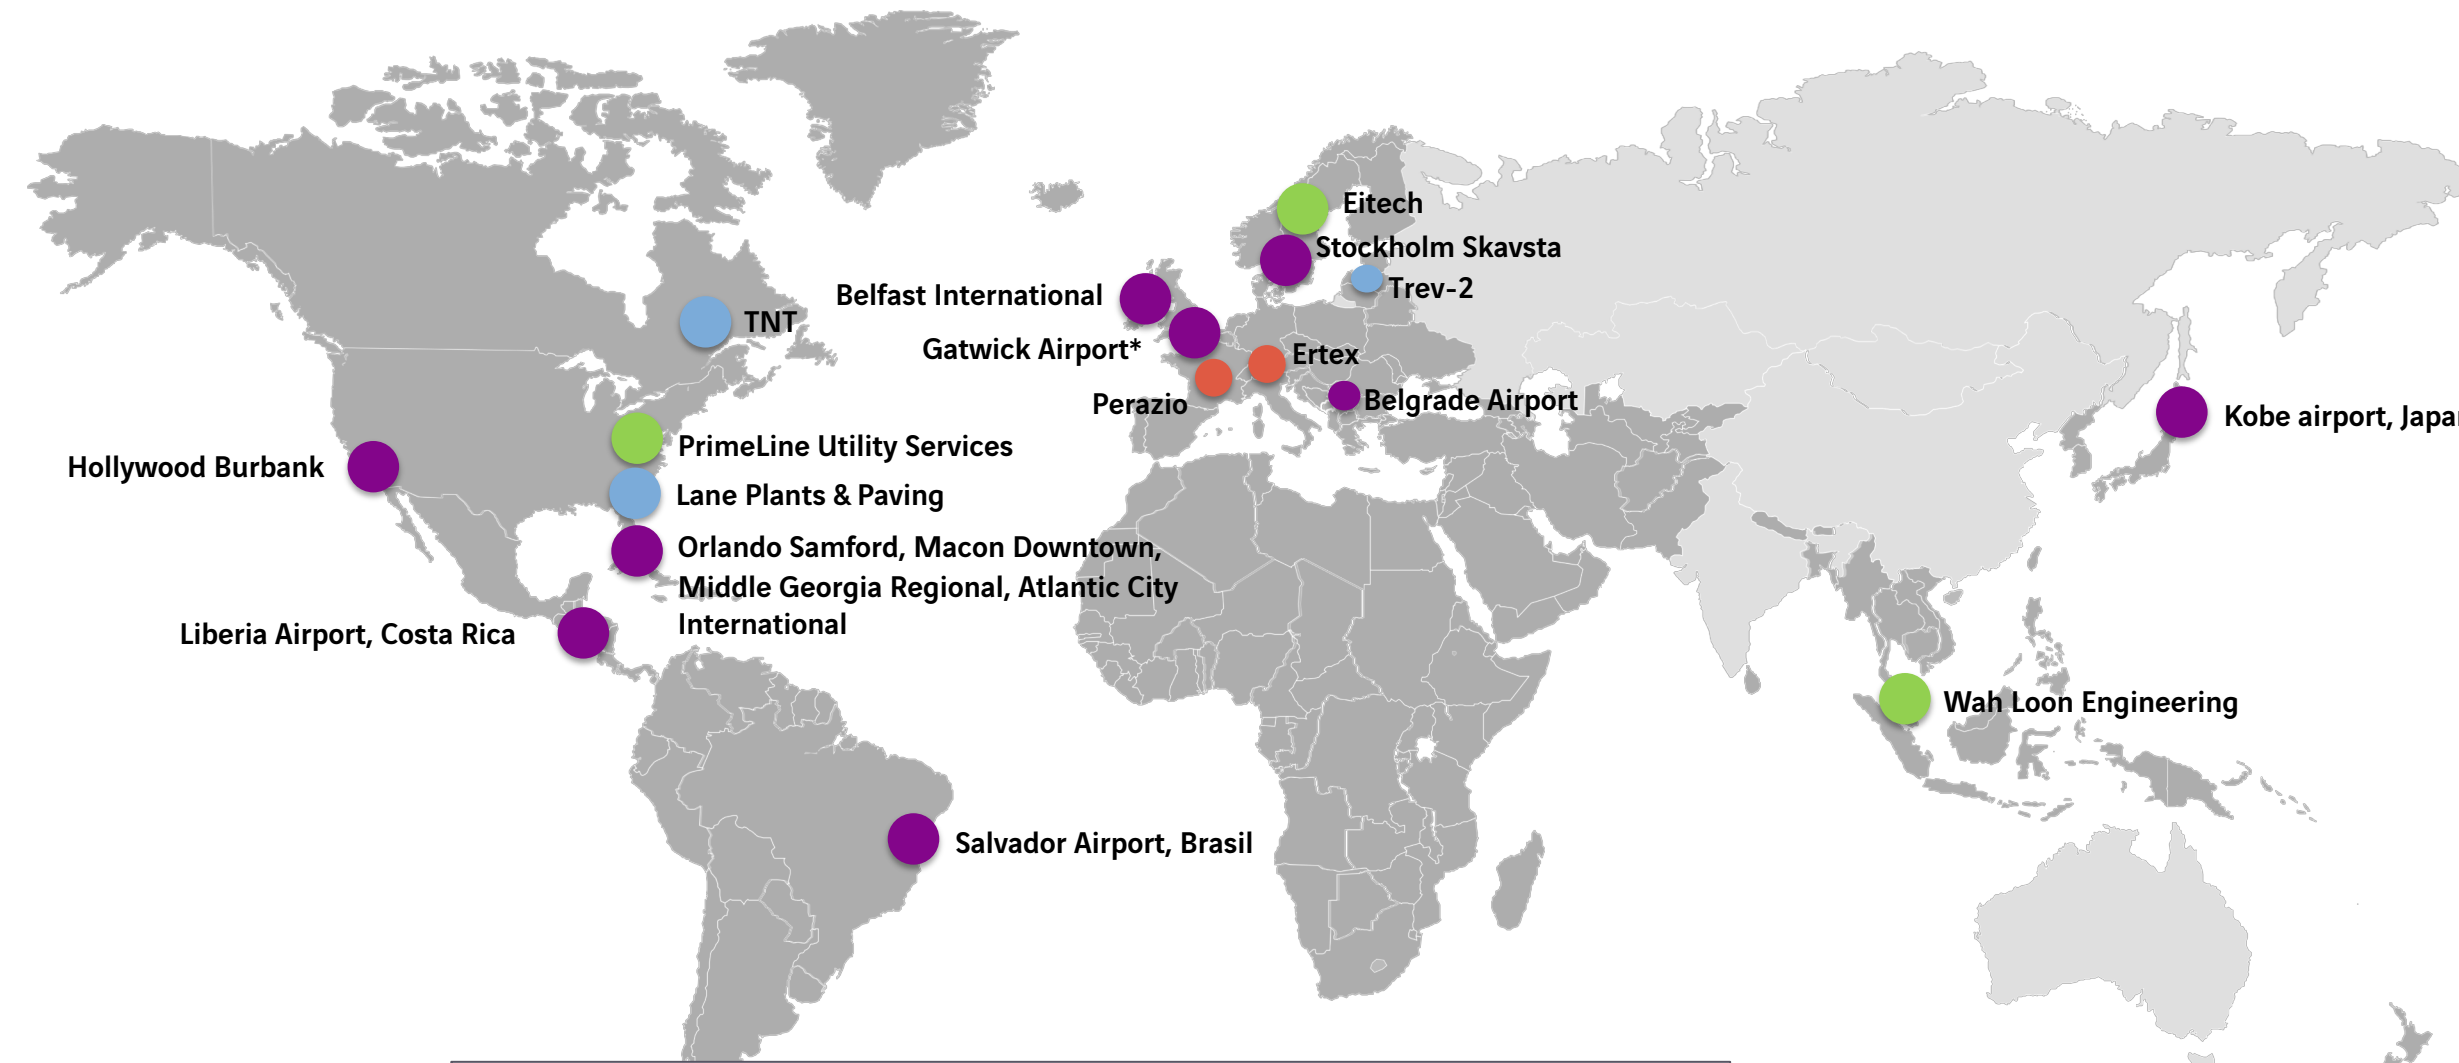 Eitech
Stockholm Skavsta
Belfast International
Trev-2
TNT
Gatwick Airport*
Ertex
Perazio
Belgrade Airport
Kobe airport, Japa
PrimeLine Utility Services
Hollywood Burbank
Lane Plants & Paving
Orlando Samford, Macon Downtown,
Middle Georgia Regional, Atlantic City
International
Liberia Airport, Costa Rica
Wah Loon Engineering
Salvador Airport, Brasil